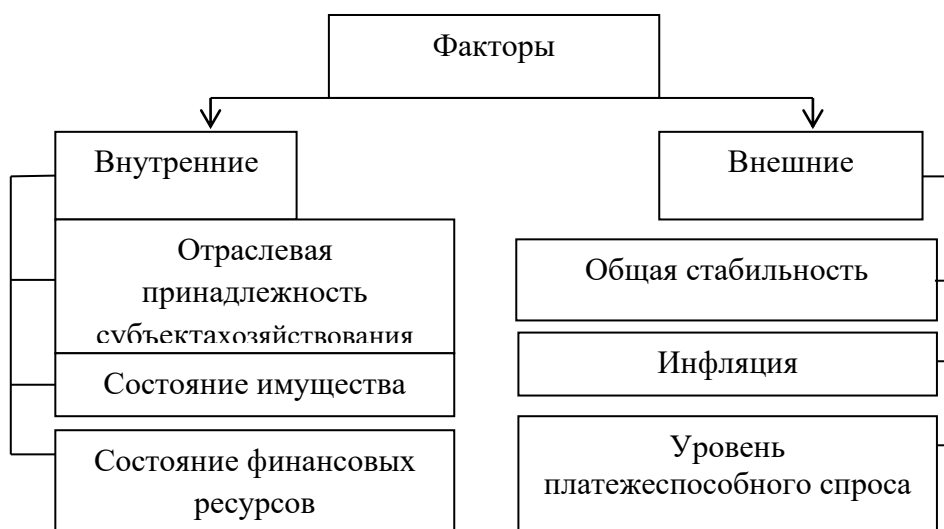 Факторы
Внутренние
Внешние
Отраслевая
принадлежность
субъектахозяйствования
Состояние имущества
Состояние финансовых
ресурсов
Общая стабильность
Инфляция
Уровень
платежеспособного спроса